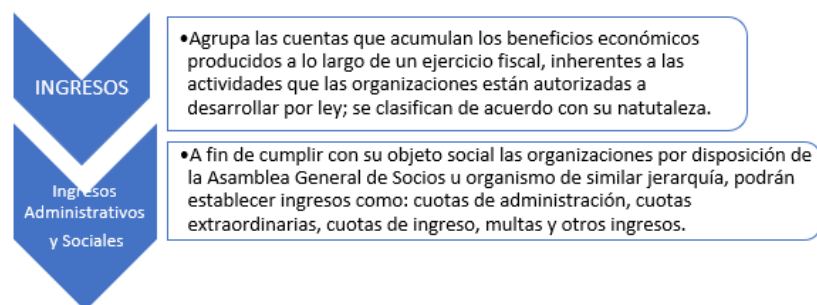 INGRESOS
•Agrupa las cuentas que acumulan los beneficios económicos
producidos a lo largo de un ejercicio fiscal, inherentes a las
actividades que las organizaciones están autorizadas a
desarrollar por ley; se clasifican de acuerdo con su natutaleza.
Ingresos
Administrativos
y Sociales
•A fin de cumplir con su objeto social las organizaciones por disposición de
la Asamblea General de Socios u organismo de similar jerarquía, podrán
establecer ingresos como: cuotas de administración, cuotas
extraordinarias, cuotas de ingreso, multas y otros ingresos.